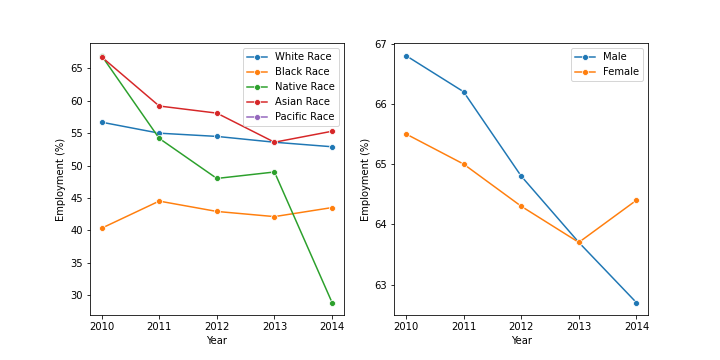 Employment (%)
65
60
55
50
45
40
35
30
2010 2011 2012 2013 2014
Year
White Race
Black Race
Native Race
Asian Race
Pacific Race
Employment (%)
67
66
65
64
63
2010 2011 2012 2013 2014
Year
Male
Female